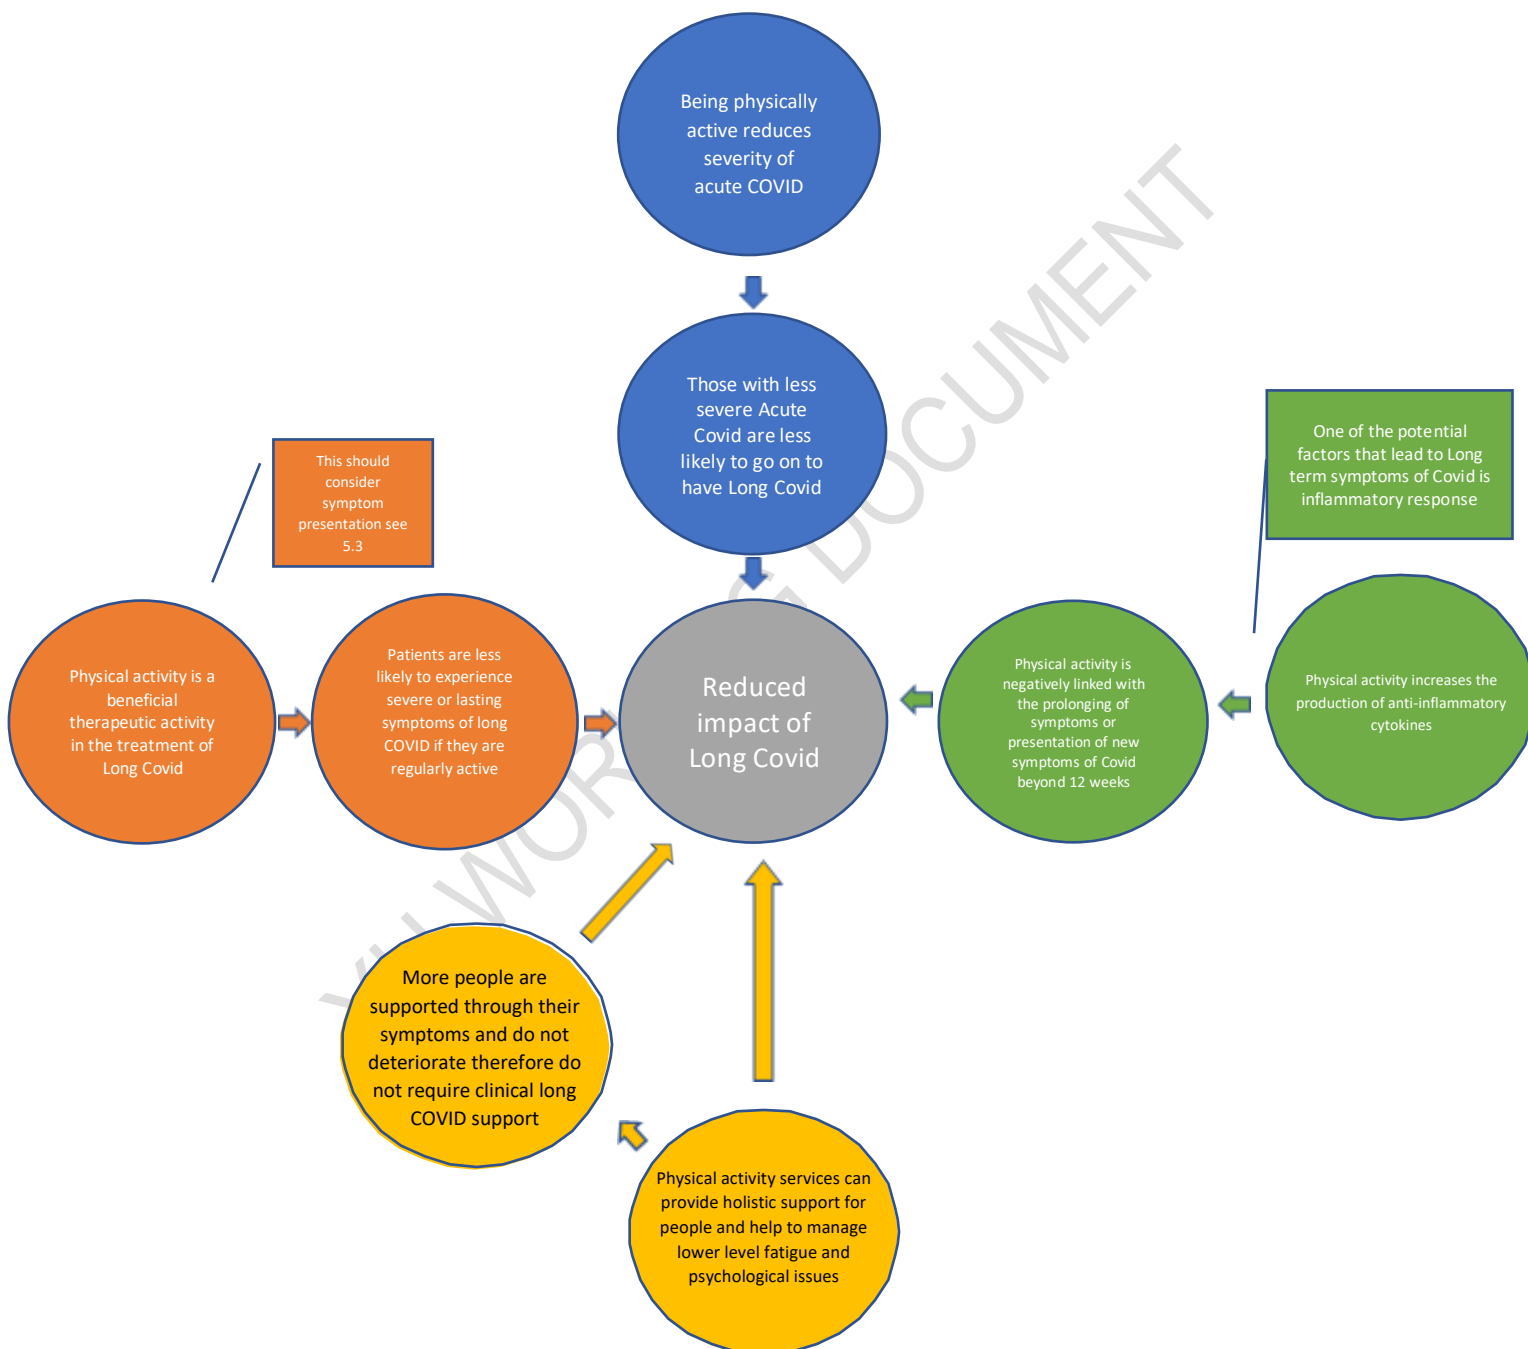 Being physically
active reduces
severity of
acute COVID
Those with less
severe Acute
Covid are less
likely to go on to
have Long Covid
This should
consider
symptom
presentation see
5.3
One of the potential
factors that lead to Long
term symptoms of Covid is
inflammatory response
Physical activity is a
beneficial
therapeutic activity
in the treatment of
Long Covid
Patients are less
likely to experience
severe or lasting
symptoms of long
COVID if they are
regularly active
Reduced
impact of
Long Covid
Physical activity is
negatively linked with
the prolonging of
symptoms or
presentation of new
symptoms of Covid
beyond 12 weeks
Physical activity increases the
production of anti-inflammatory
cytokines
More people are
supported through their
symptoms and do not
deteriorate therefore do
not require clinical long
COVID support
Physical activity services can
provide holistic support for
people and help to manage
lower level fatigue and
psychological issues
DOCUMENT